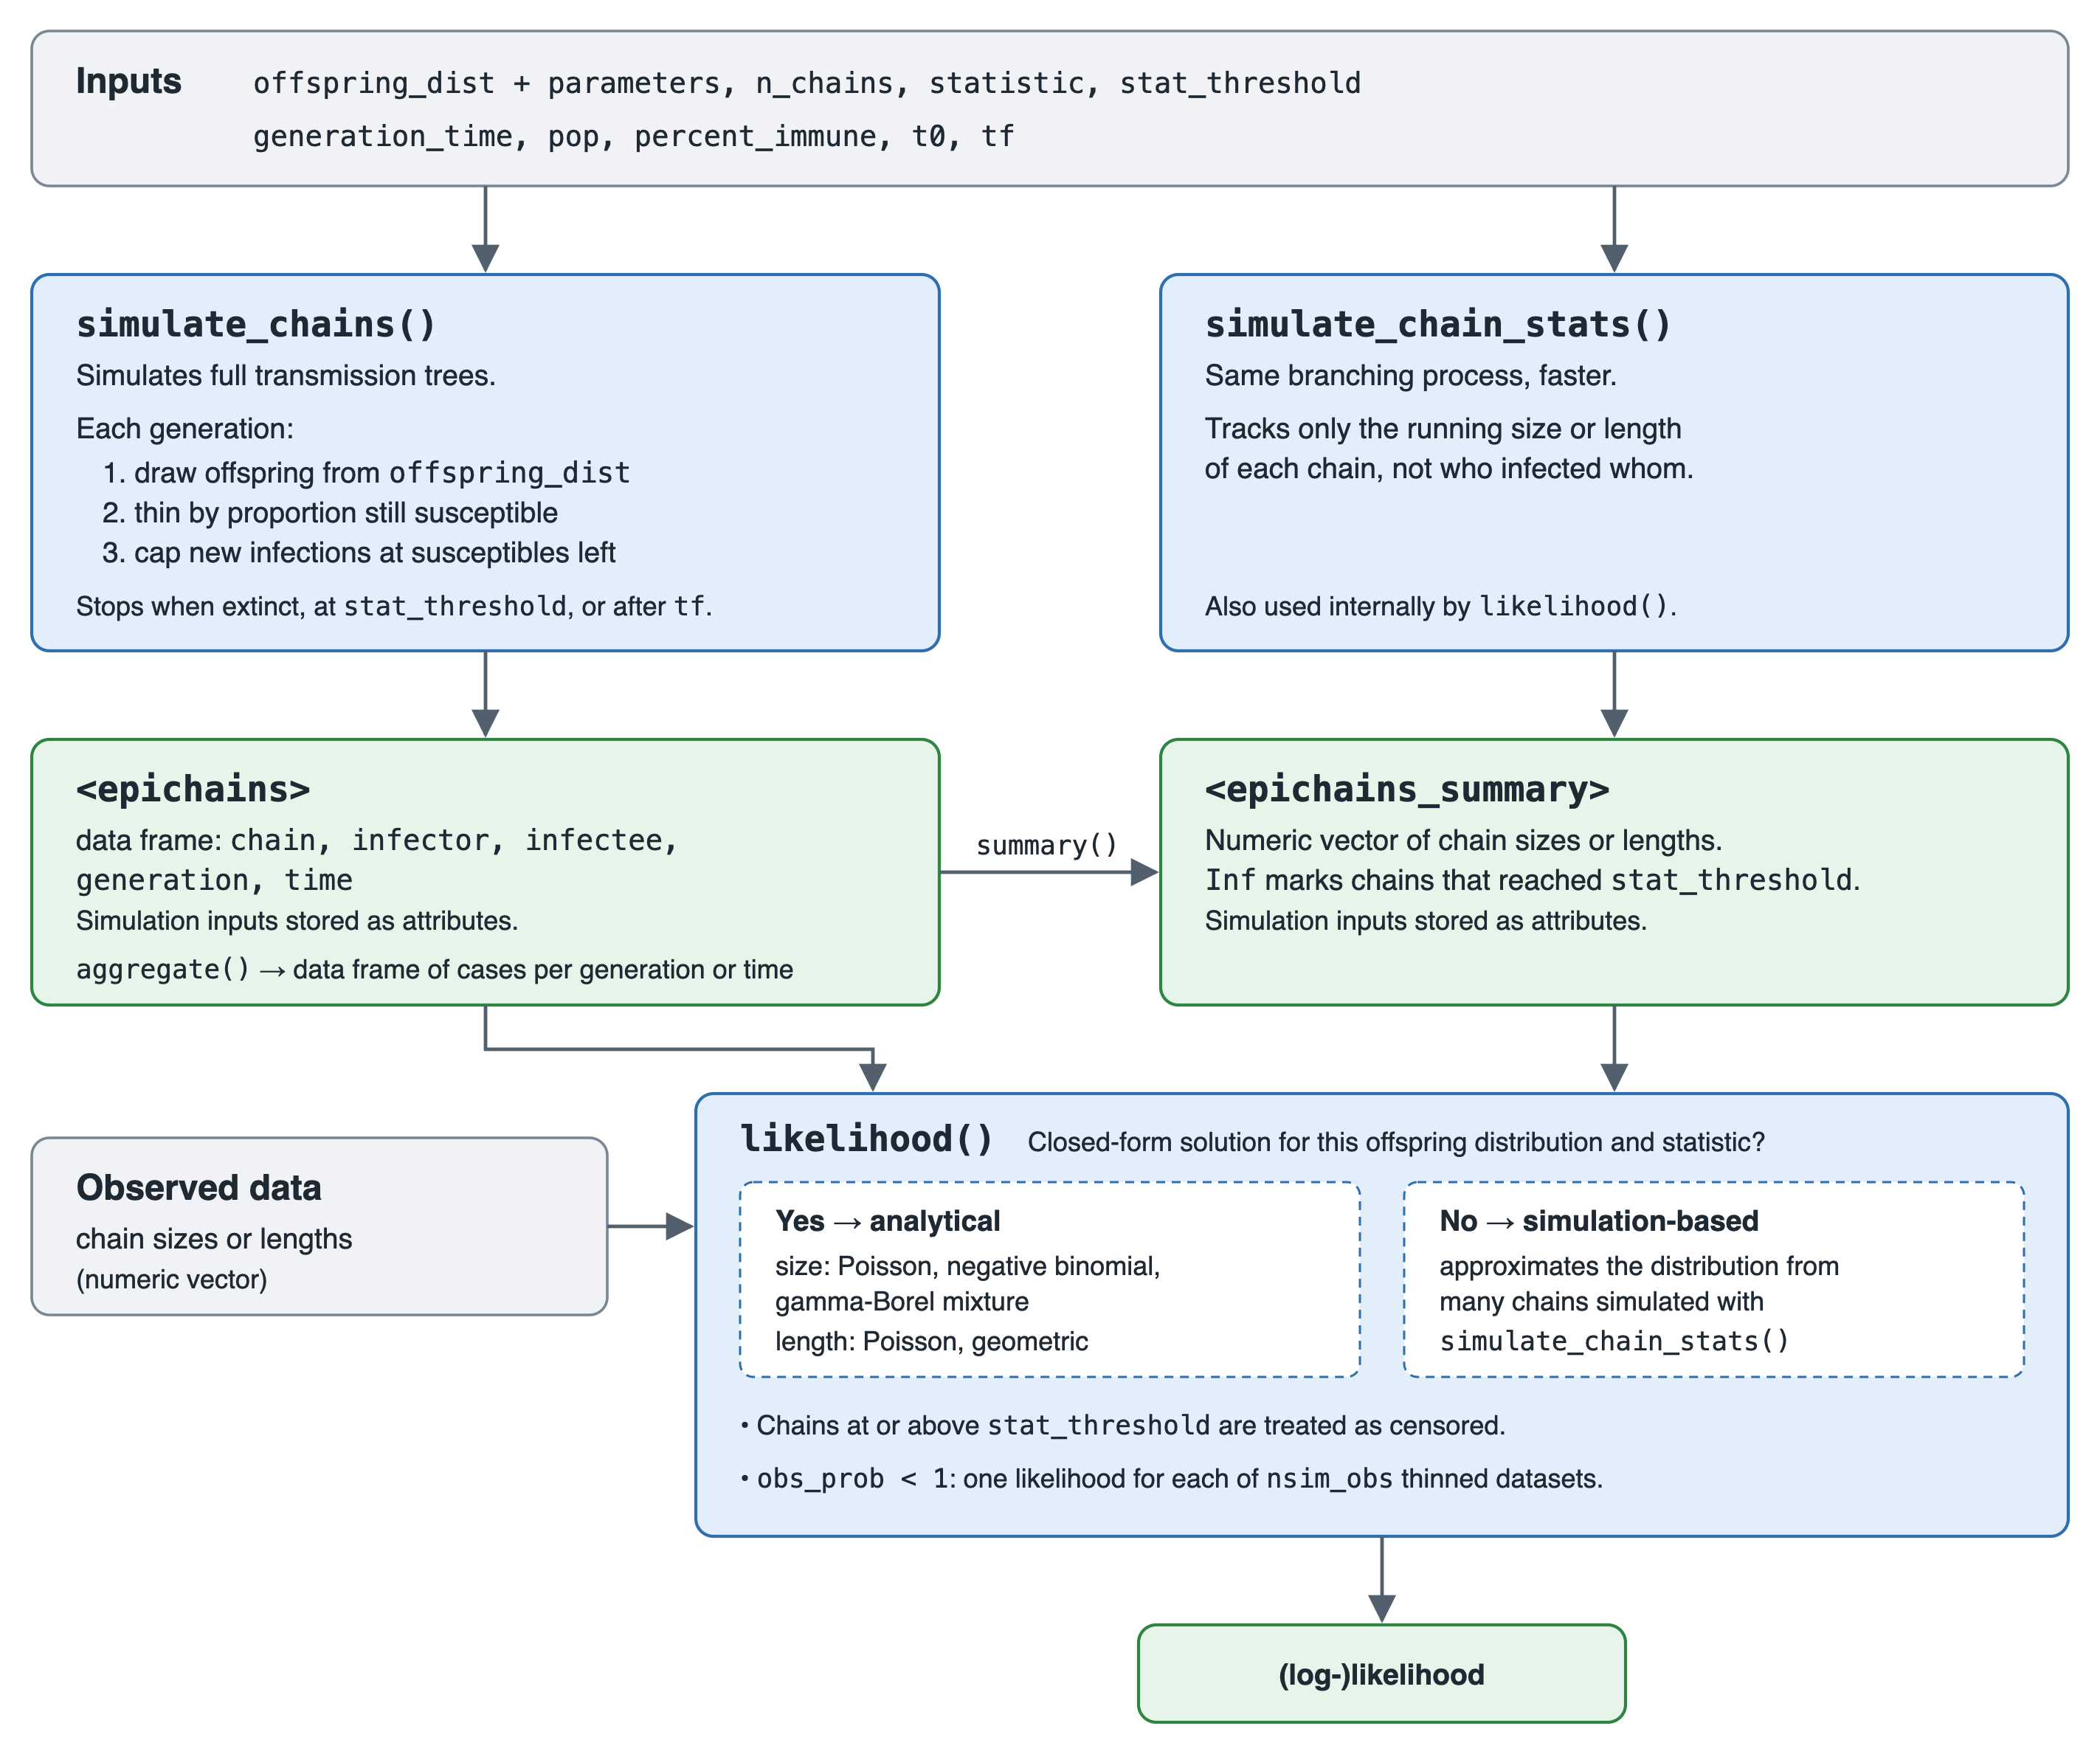 Inputs
offspring_dist + parameters, n_chains, statistic, stat_threshold
generation_time, pop, percent_immune, t0, tf
simulate_chains()
Simulates full transmission trees.
Each generation:
1. draw offspring from offspring_dist
2. thin by proportion still susceptible
3. cap new infections at susceptibles left
Stops when extinct, at stat_threshold, or after tf.
simulate_chain_stats()
Same branching process, faster.
Tracks only the running size or length
of each chain, not who infected whom.
Also used internally by likelihood().
<epichains>
data frame: chain, infector, infectee,
generation, time
Simulation inputs stored as attributes.
aggregate() → data frame of cases per generation or time
summary()
<epichains_summary>
Numeric vector of chain sizes or lengths.
Inf marks chains that reached stat_threshold.
Simulation inputs stored as attributes.
Observed data
chain sizes or lengths
(numeric vector)
likelihood() Closed-form solution for this offspring distribution and statistic?
Yes → analytical
size: Poisson, negative binomial,
gamma-Borel mixture
length: Poisson, geometric
No → simulation-based
approximates the distribution from
many chains simulated with
simulate_chain_stats()
• Chains at or above stat_threshold are treated as censored.
• obs_prob < 1: one likelihood for each of nsim_obs thinned datasets.
(log-)likelihood